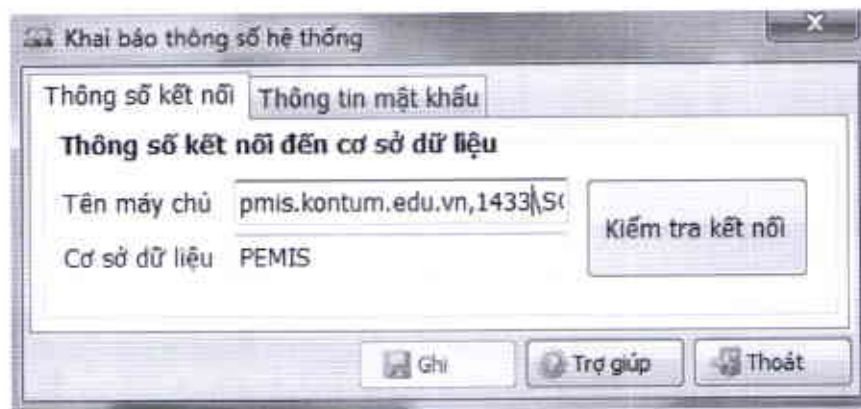 Khai báo thông số hệ thống
Thông số kết nối Thông tin mật khẩu
Thông số kết nối đến cơ sở dữ liệu
Tên máy chủ pmis.kontum.edu.vn,1433\S
Kiểm tra kết nối
Cơ sở dữ liệu PEMIS
Ghi Trợ giúp Thoát